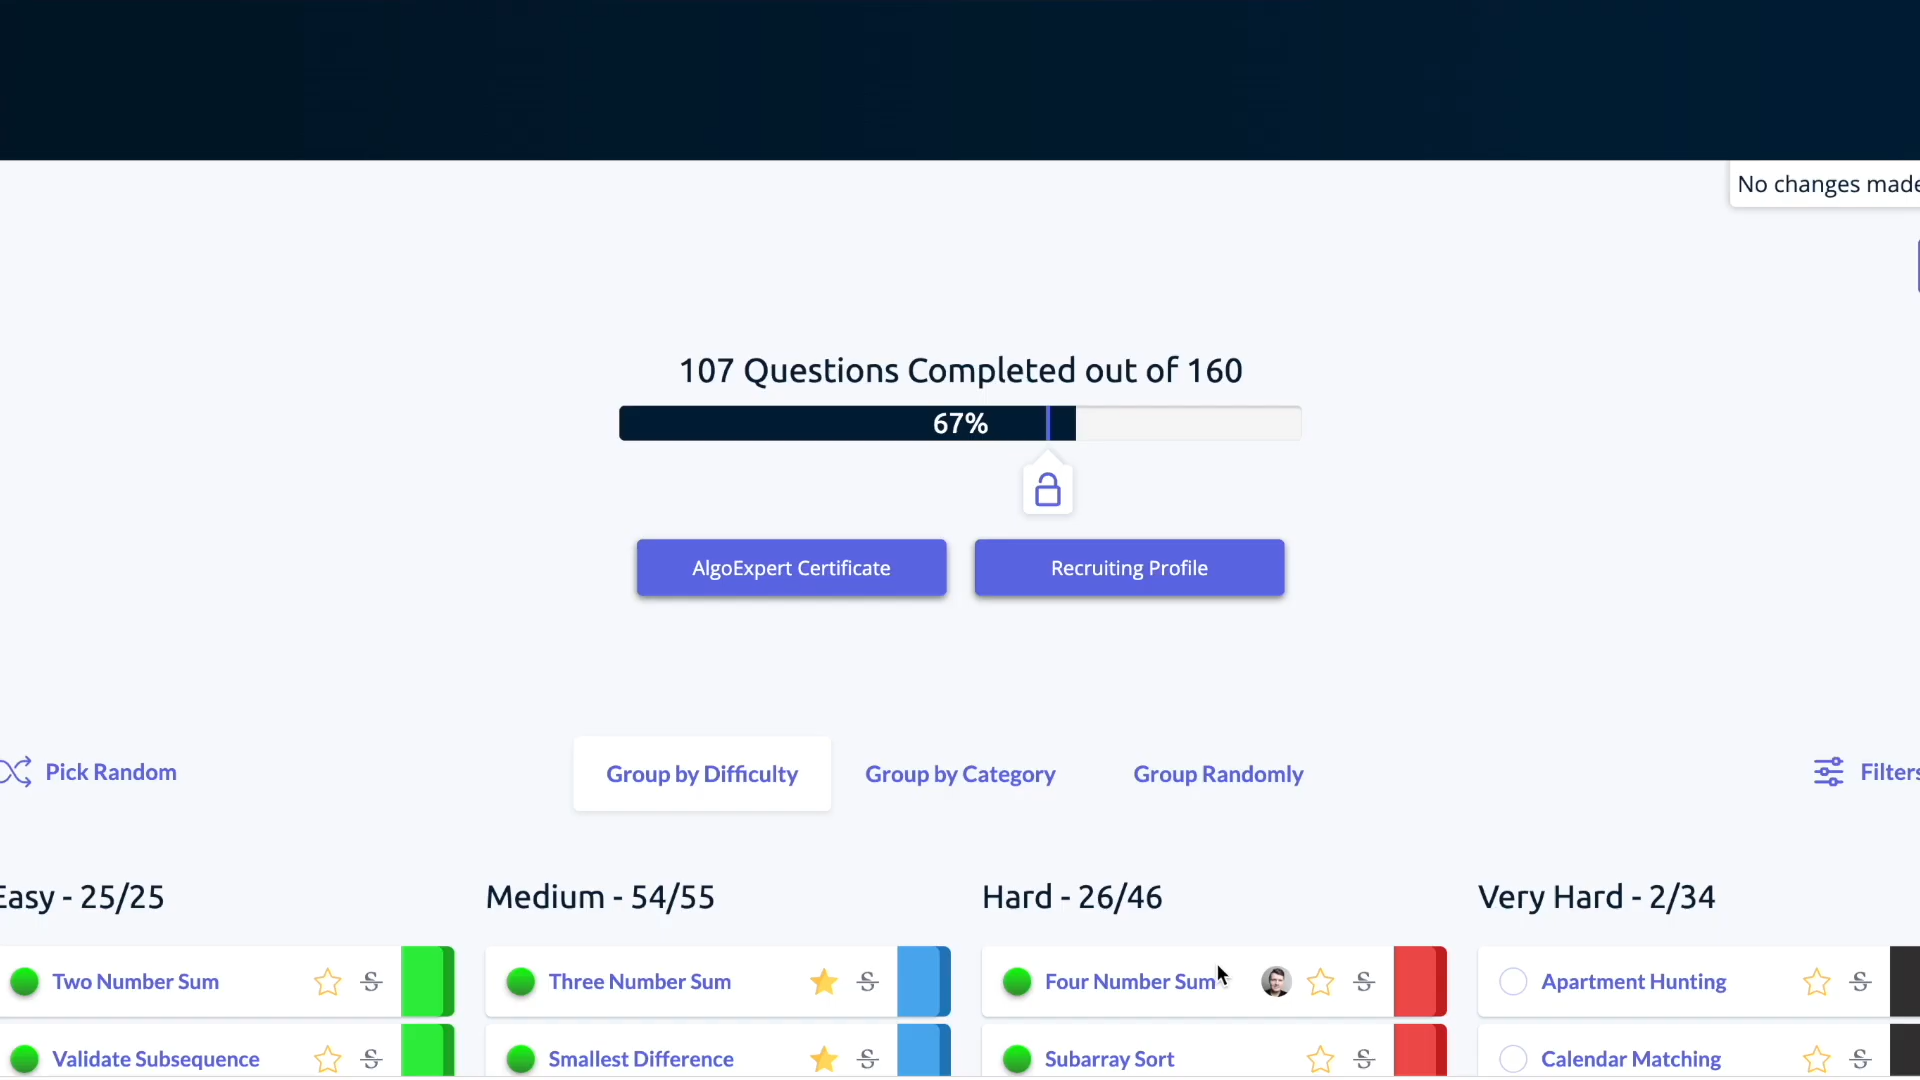 No changes made
107 Questions Completed out of 160
67%
AlgoExpert Certificate
Recruiting Profile
Pick Random
Group by Difficulty
Group by Category
Group Randomly
Filters
Easy - 25/25
Medium - 54/55
Hard - 26/46
Very Hard - 2/34
Two Number Sum
Three Number Sum
Four Number Sum
Apartment Hunting
Validate Subsequence
Smallest Difference
Subarray Sort
Calendar Matching